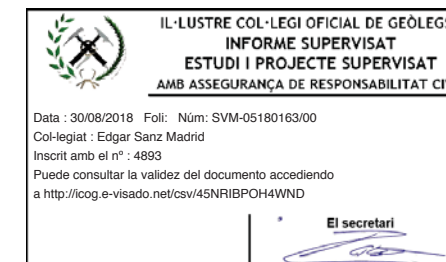 IL·LUSTRE COL·LEGI OFICIAL DE GEÒLEGS
INFORME SUPERVISAT
ESTUDI I PROJECTE SUPERVISAT
AMB ASSEGURANÇA DE RESPONSABILITAT
Data : 30/08/2018 Foli: Núm: SVM-05180163/00
Col-legiat : Edgar Sanz Madrid
Inscrit amb el nº : 4893
Puede consultar la validez del documento accediendo
a http://icog.e-visado.net/csv/45NRIBPOH4WND
El secretari